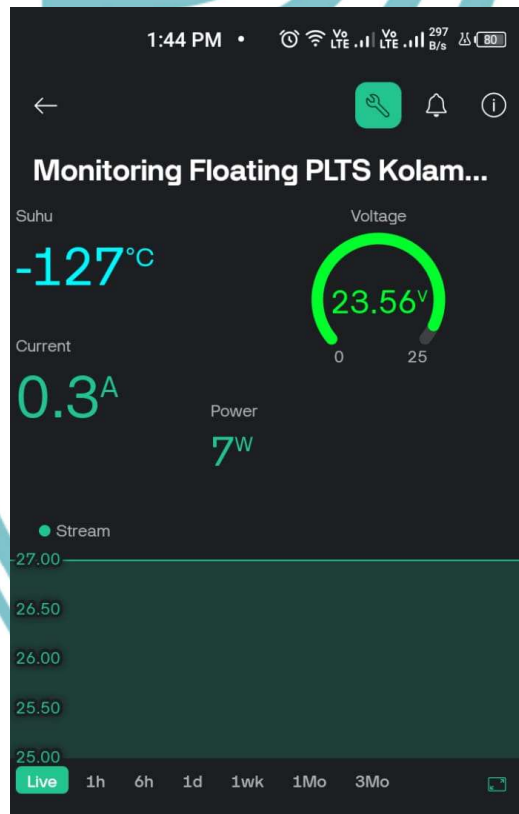 1:44 PM • Vo LTE Vo LTE 297 B/s 80
Monitoring Floating PLTS Kolam...
Suhu
-127°C
Voltage
23.56V
0 25
Current
0.3A
Power
7W
Stream
27.00
26.50
26.00
25.50
25.00
Live 1h 6h 1d 1wk 1Mo 3Mo